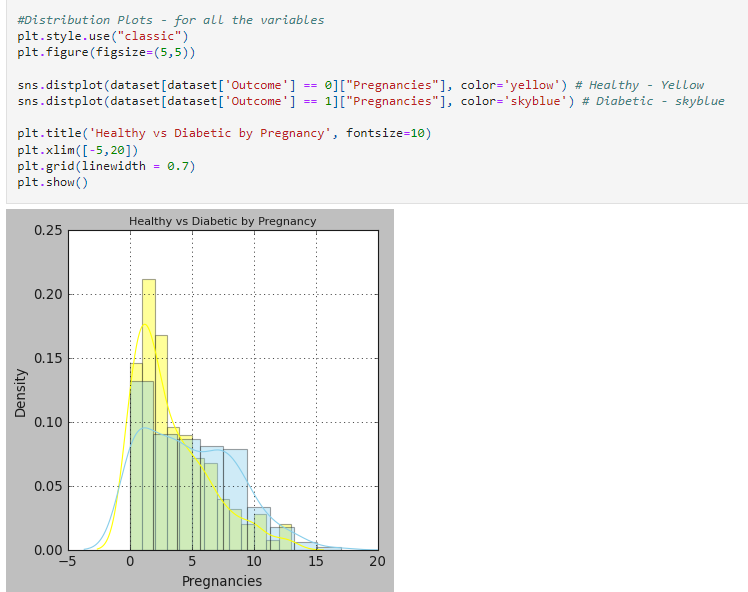 #Distribution Plots - for all the variables
plt.style.use("classic")
plt.figure(figsize=(5,5))
sns.distplot(dataset[dataset['Outcome'] == 0]["Pregnancies"], color='yellow') # Healthy - Yellow
sns.distplot(dataset[dataset['Outcome'] == 1]["Pregnancies"], color='skyblue') # Diabetic - skyblue
plt.title('Healthy vs Diabetic by Pregnancy', fontsize=10)
plt.xlim([-5,20])
plt.grid(linewidth = 0.7)
plt.show()
Healthy vs Diabetic by Pregnancy
0.25
0.20
0.15
0.10
0.05
0.00
Density
−5 0 5 10 15 20
Pregnancies